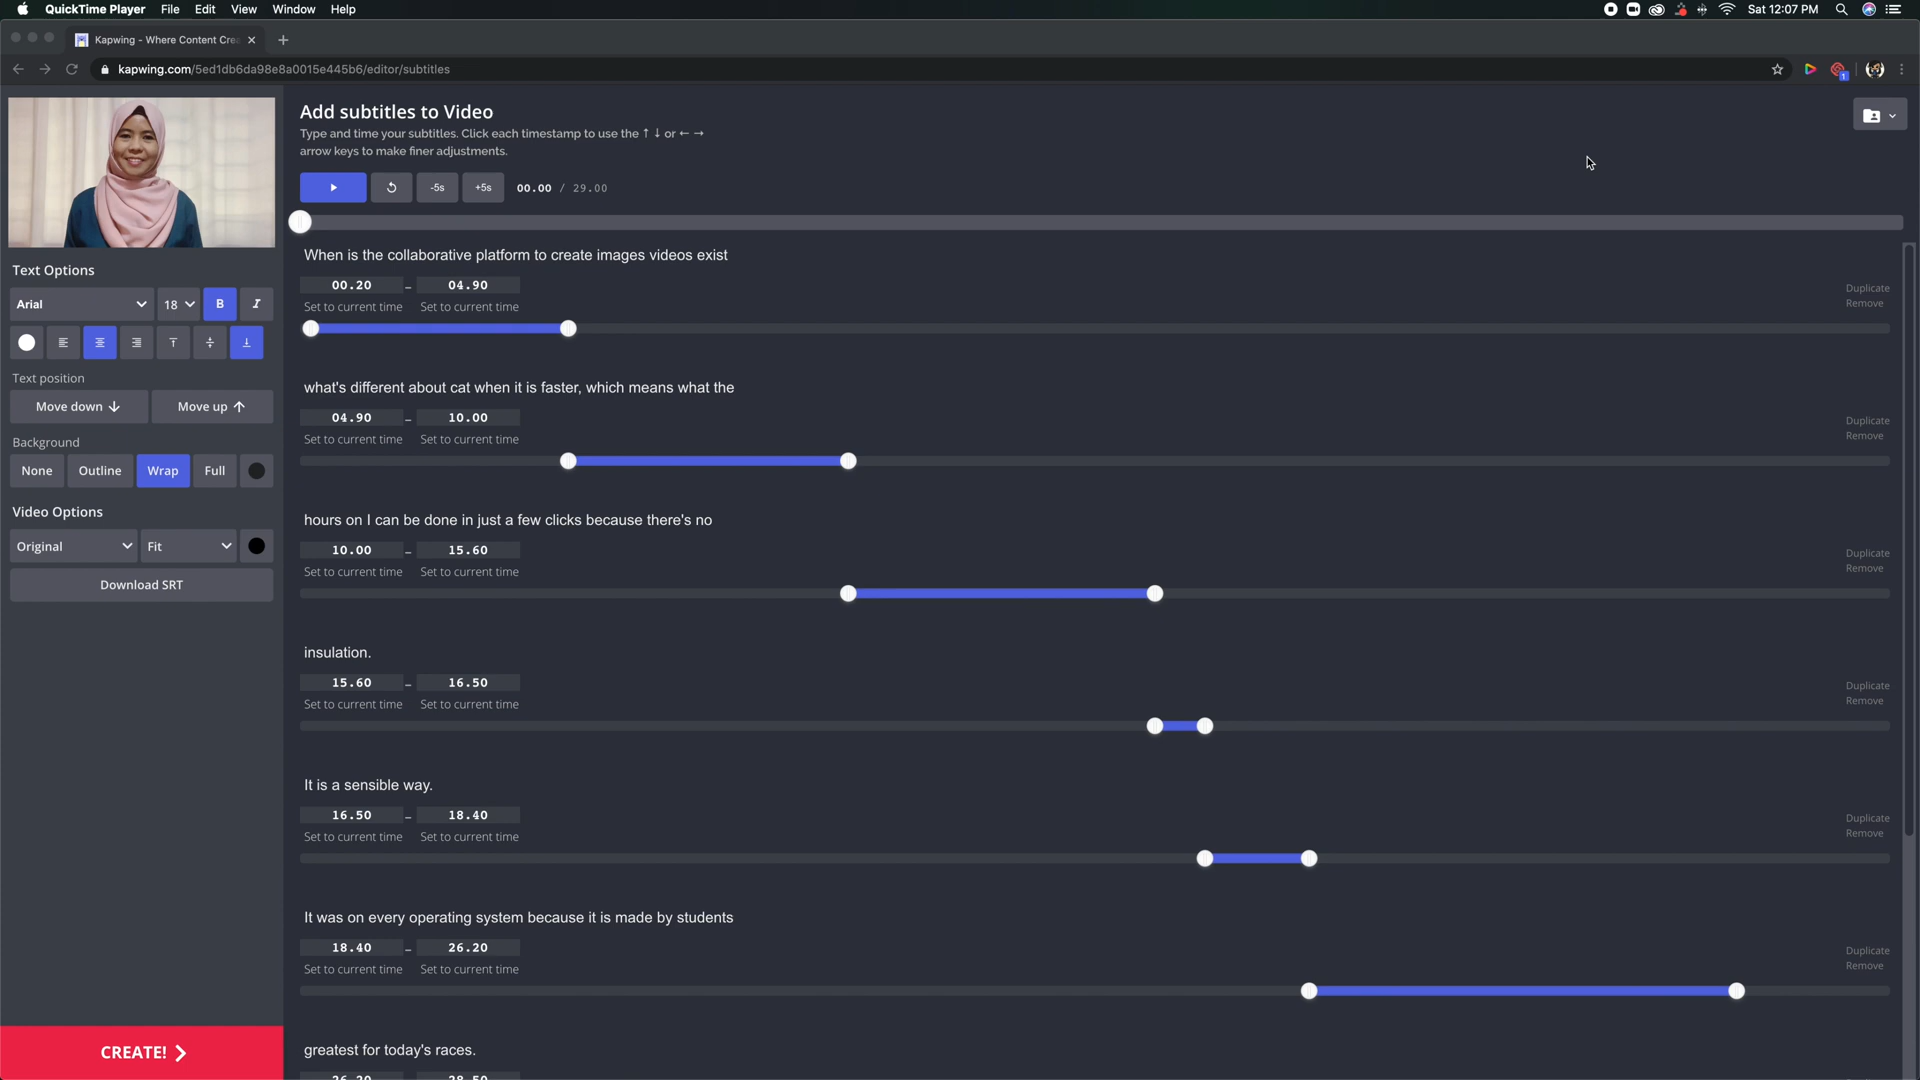 QuickTime Player File Edit View Window Help Sat 12:07 PM
Kapwing - Where Content Cre
kapwing.com/5ed1db6da98e8a0015e445b6/editor/subtitles
1
Add subtitles to Video
Type and time your subtitles. Click each timestamp to use the ↑ ↓ or ← →
arrow keys to make finer adjustments.
-5s +5s 00.00 / 29.00
Text Options
Arial 18 B I
T
Text position
Move down ↓ Move up ↑
Background
None Outline Wrap Full
Video Options
Original Fit
Download SRT
CREATE!
When is the collaborative platform to create images videos exist
00.20 – 04.90
Set to current time Set to current time
Duplicate
Remove
what's different about cat when it is faster, which means what the
04.90 – 10.00
Set to current time Set to current time
Duplicate
Remove
hours on I can be done in just a few clicks because there's no
10.00 – 15.60
Set to current time Set to current time
Duplicate
Remove
insulation.
15.60 – 16.50
Set to current time Set to current time
Duplicate
Remove
It is a sensible way.
16.50 – 18.40
Set to current time Set to current time
Duplicate
Remove
It was on every operating system because it is made by students
18.40 – 26.20
Set to current time Set to current time
Duplicate
Remove
greatest for today's races.
26.20 28.50